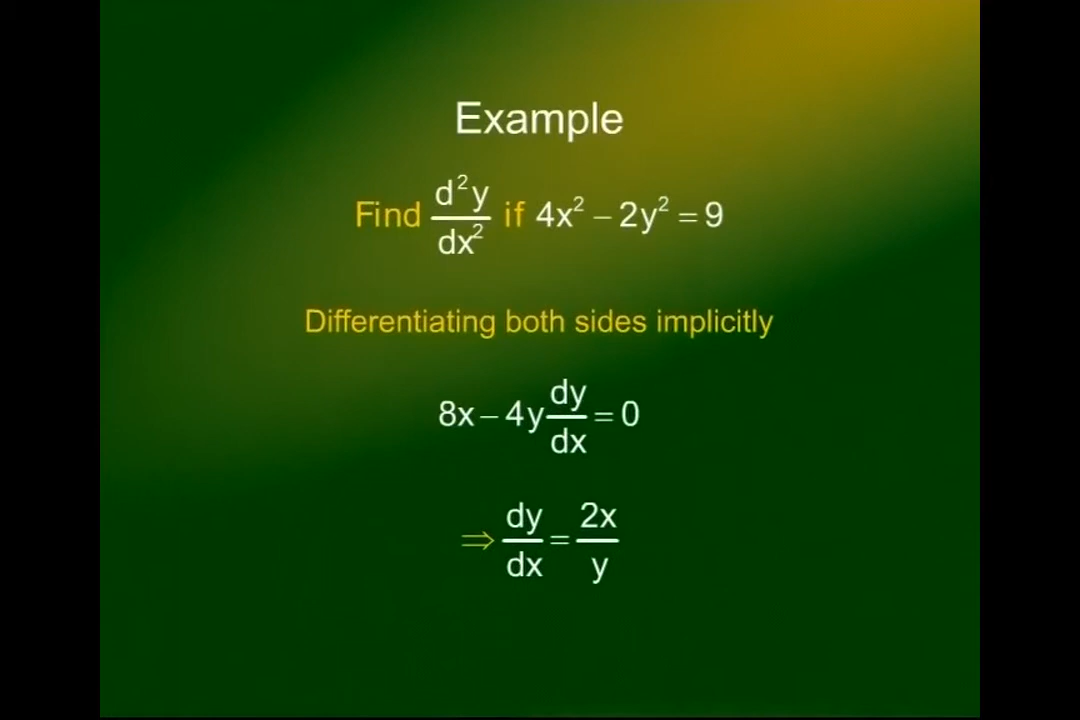 Example
Find d²y/dx² if 4x² – 2y² = 9
Differentiating both sides implicitly
8x – 4y dy/dx = 0
⇒ dy/dx = 2x/y